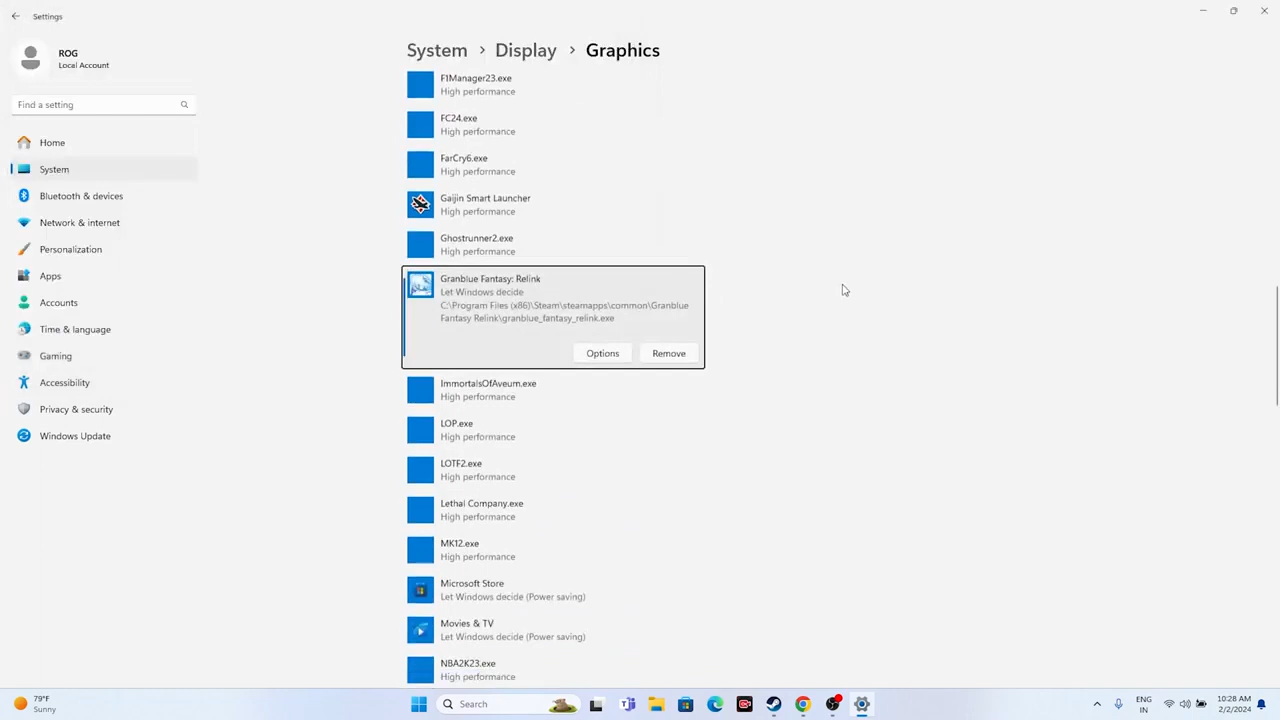 Settings
ROG
Local Account
Find a setting
Home
System
Bluetooth & devices
Network & internet
Personalization
Apps
Accounts
Time & language
Gaming
Accessibility
Privacy & security
Windows Update
System > Display > Graphics
F1Manager23.exe
High performance
FC24.exe
High performance
FarCry6.exe
High performance
Gaijin Smart Launcher
High performance
Ghostrunner2.exe
High performance
Granblue Fantasy: Relink
Let Windows decide
C:\Program Files (x86)\Steam\steamapps\common\Granblue
Fantasy Relink\granblue_fantasy_relink.exe
Options Remove
ImmortalsOfAveum.exe
High performance
LOP.exe
High performance
LOTF2.exe
High performance
Lethal Company.exe
High performance
MK12.exe
High performance
Microsoft Store
Let Windows decide (Power saving)
Movies & TV
Let Windows decide (Power saving)
NBA2K23.exe
High performance
79°F
Sunny
Search
ENG
IN
10:28 AM
2/2/2024